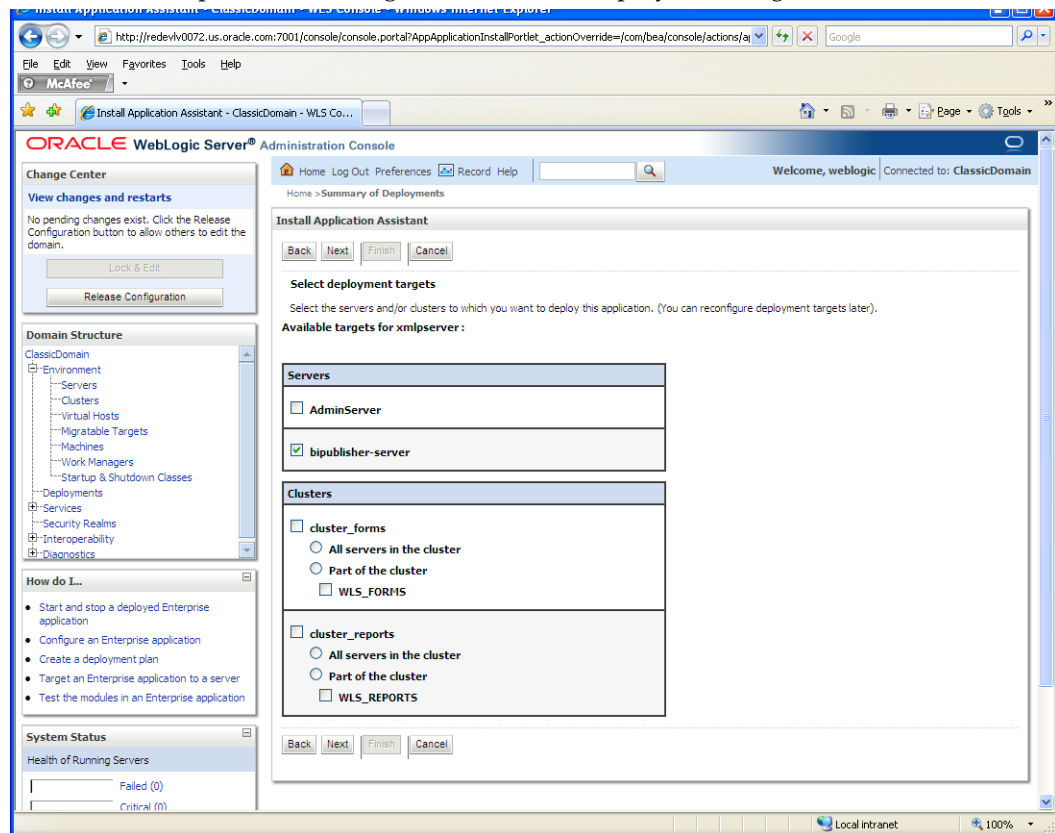 Install Application Assistant - ClassicDomain - WLS Console - Windows Internet Explorer
http://redevlv0072.us.oracle.com:7001/console/console.portal?AppApplicationInstallPortlet_actionOverride=/com/bea/console/actions/a
Google
File Edit View Favorites Tools Help
McAfee
Install Application Assistant - ClassicDomain - WLS Co...
Page Tools »
ORACLE WebLogic Server® Administration Console
Change Center
View changes and restarts
No pending changes exist. Click the Release
Configuration button to allow others to edit the
domain.
Lock & Edit
Release Configuration
Domain Structure
ClassicDomain
Environment
Servers
Clusters
Virtual Hosts
Migratable Targets
Machines
Work Managers
Startup & Shutdown Classes
Deployments
Services
Security Realms
Interoperability
Diagnostics
How do I...
Start and stop a deployed Enterprise
application
Configure an Enterprise application
Create a deployment plan
Target an Enterprise application to a server
Test the modules in an Enterprise application
System Status
Health of Running Servers
Failed (0)
Critical (0)
Home Log Out Preferences Record Help
Welcome, weblogic Connected to: ClassicDomain
Home >Summary of Deployments
Install Application Assistant
Back Next Finish Cancel
Select deployment targets
Select the servers and/or clusters to which you want to deploy this application. (You can reconfigure deployment targets later).
Available targets for xmlpserver :
Servers
AdminServer
bipublisher-server
Clusters
cluster_forms
All servers in the cluster
Part of the cluster
WLS_FORMS
cluster_reports
All servers in the cluster
Part of the cluster
WLS_REPORTS
Back Next Finish Cancel
Local intranet
100%